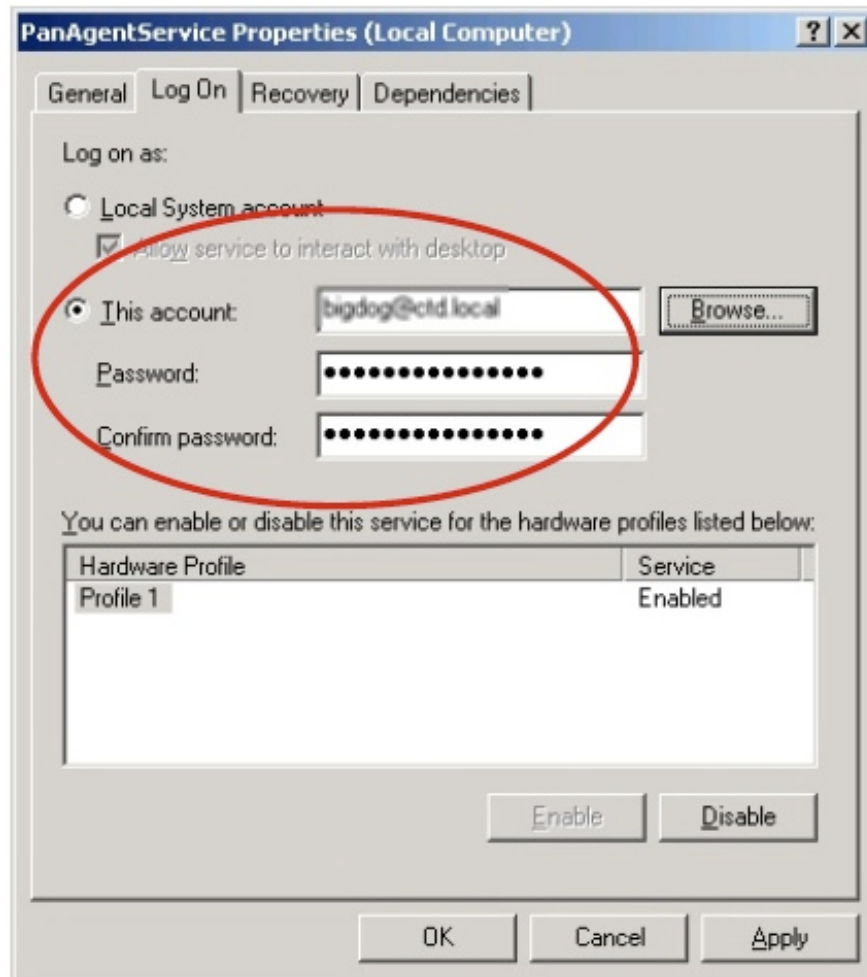 PanAgentService Properties (Local Computer)
General Log On Recovery Dependencies
Log on as:
Local System account
Allow service to interact with desktop
This account: bigdog@ctd.local Browse...
Password: ●●●●●●●●●●●●●●●
Confirm password: ●●●●●●●●●●●●●●●
You can enable or disable this service for the hardware profiles listed below:
Hardware Profile Service
Profile 1 Enabled
Enable Disable
OK Cancel Apply